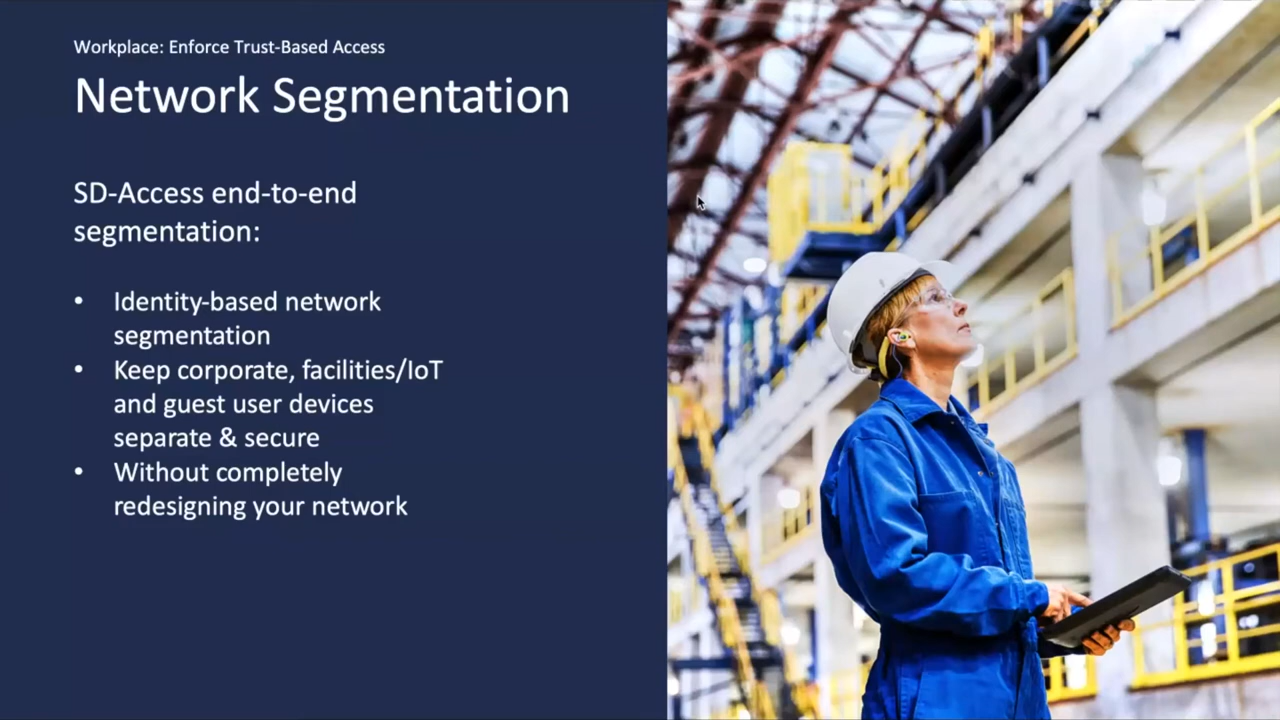 Workplace: Enforce Trust-Based Access
Network Segmentation
SD-Access end-to-end
segmentation:
• Identity-based network
segmentation
• Keep corporate, facilities/IoT
and guest user devices
separate & secure
• Without completely
redesigning your network